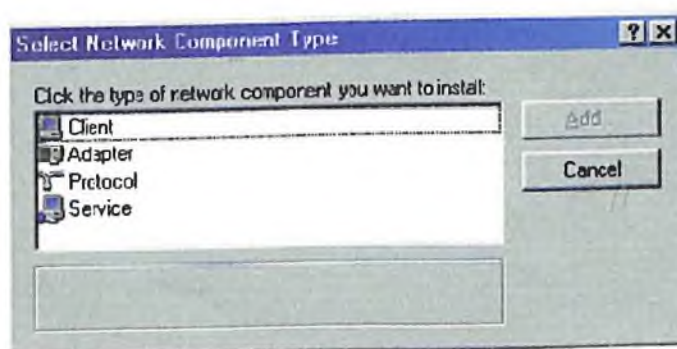 Select Network Component Type
Click the type of network component you want to install:
Client
Adapter
Protocol
Service
Add...
Cancel